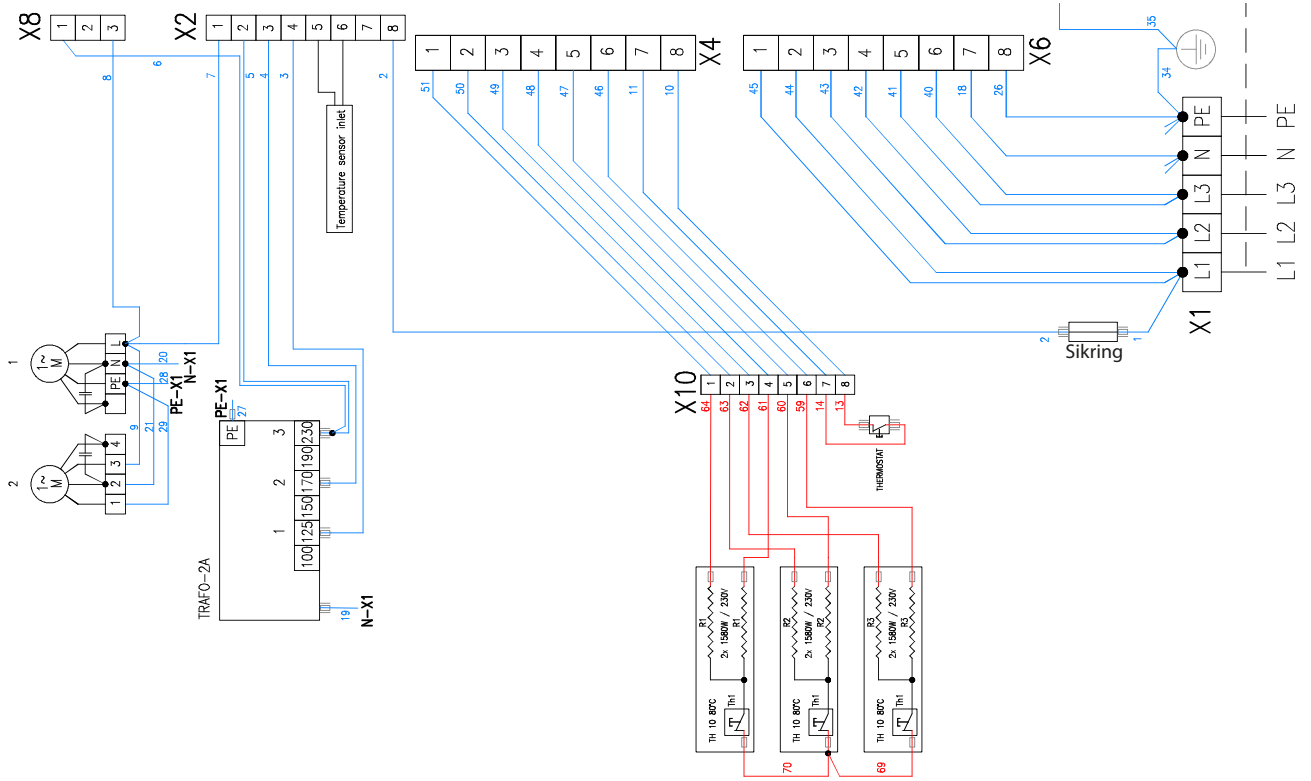 X8
1
2
3
X2
1
2
3
4
5
6
7
8
X4
1
2
3
4
5
6
7
8
X6
1
2
3
4
5
6
7
8
8
6
7
5
4
3
2
51
50
49
48
47
46
11
10
45
44
43
42
41
40
18
26
34
35
Temperature sensor inlet
X1
L1
L2
L3
N
PE
L1
L2
L3
N
PE
2
Sikring
1
1
1~
M
L
N
PE
20
28
N-X1
PE-X1
9
21
29
2
1~
M
4
3
2
1
TRAFO-2A
PE-X1
27
PE
3
2
1
230
190
170
150
125
100
19
N-X1
X10
1
2
3
4
5
6
7
8
64
63
62
61
60
59
14
13
THERMOSTAT
R1
2x 1580W / 230V
R1
TH 10 80°C
Th1
R2
2x 1580W / 230V
R2
TH 10 80°C
Th1
R3
2x 1580W / 230V
R3
TH 10 80°C
Th1
70
69